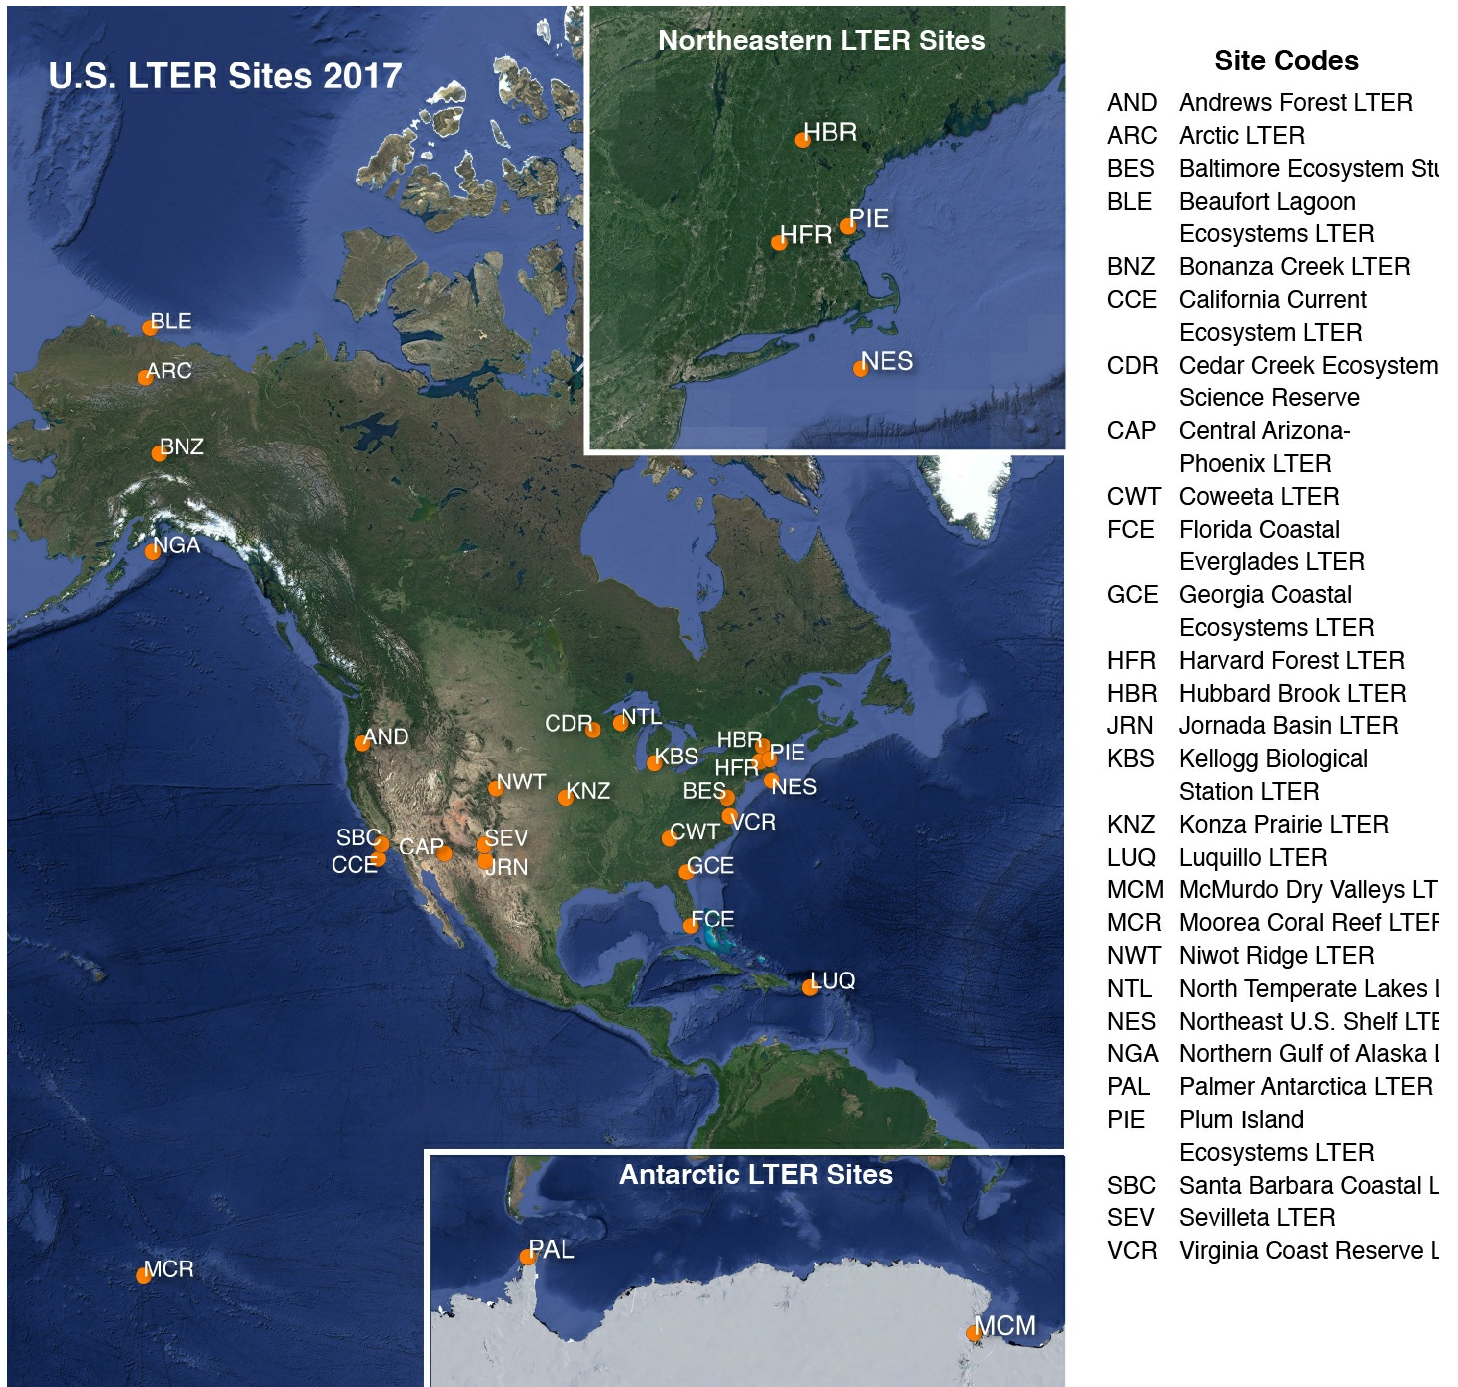 U.S. LTER Sites 2017
Northeastern LTER Sites
HBR
PIE
HFR
NES
BLE
ARC
BNZ
NGA
CDR
NTL
AND
KBS
HBR
PIE
HFR
NWT
KNZ
BES
NES
VCR
SBC
CAP
SEV
CWT
CCE
JRN
GCE
FCE
LUQ
MCR
Antarctic LTER Sites
PAL
MCM
Site Codes
AND Andrews Forest LTER
ARC Arctic LTER
BES Baltimore Ecosystem Stu
BLE Beaufort Lagoon
Ecosystems LTER
BNZ Bonanza Creek LTER
CCE California Current
Ecosystem LTER
CDR Cedar Creek Ecosystem
Science Reserve
CAP Central Arizona-
Phoenix LTER
CWT Coweeta LTER
FCE Florida Coastal
Everglades LTER
GCE Georgia Coastal
Ecosystems LTER
HFR Harvard Forest LTER
HBR Hubbard Brook LTER
JRN Jornada Basin LTER
KBS Kellogg Biological
Station LTER
KNZ Konza Prairie LTER
LUQ Luquillo LTER
MCM McMurdo Dry Valleys LT
MCR Moorea Coral Reef LTER
NWT Niwot Ridge LTER
NTL North Temperate Lakes L
NES Northeast U.S. Shelf LTE
NGA Northern Gulf of Alaska L
PAL Palmer Antarctica LTER
PIE Plum Island
Ecosystems LTER
SBC Santa Barbara Coastal L
SEV Sevilleta LTER
VCR Virginia Coast Reserve L